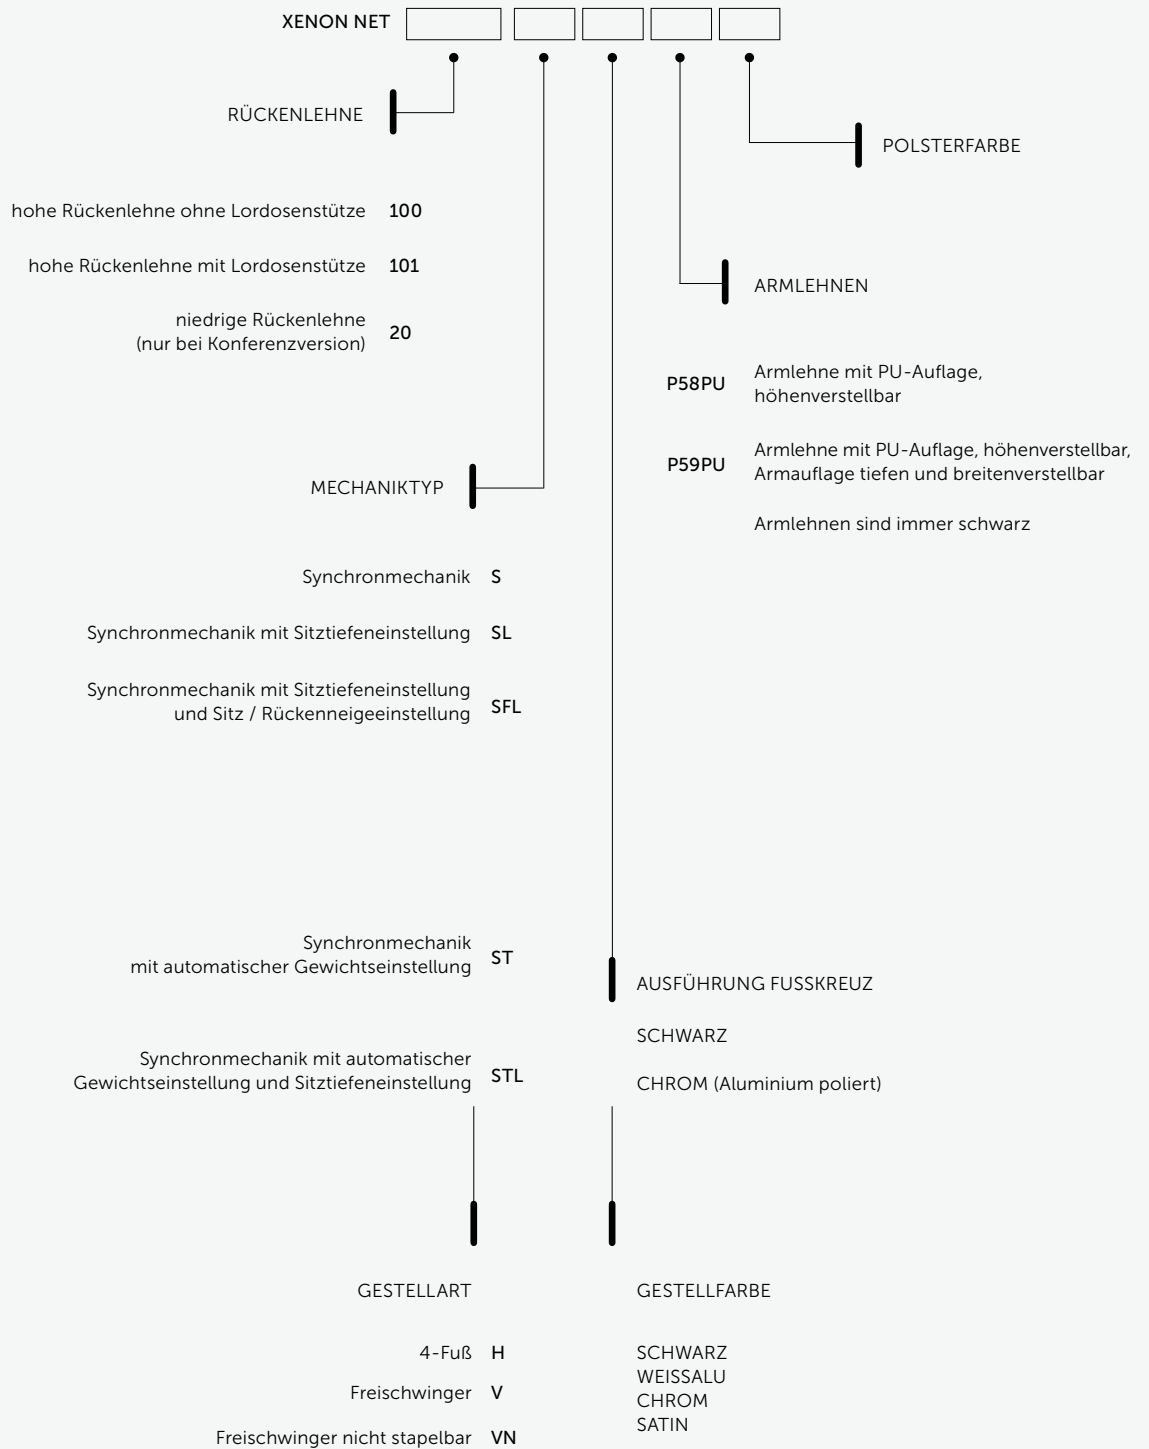 XENON NET
RÜCKENLEHNE
hohe Rückenlehne ohne Lordosenstütze 100
hohe Rückenlehne mit Lordosenstütze 101
niedrige Rückenlehne
(nur bei Konferenzversion) 20
POLSTERFARBE
ARMLEHNEN
P58PU Armlehne mit PU-Auflage,
höhenverstellbar
P59PU Armlehne mit PU-Auflage, höhenverstellbar,
Armauflage tiefen und breitenverstellbar
Armlehnen sind immer schwarz
MECHANIKTYP
Synchronmechanik S
Synchronmechanik mit Sitztiefeneinstellung SL
Synchronmechanik mit Sitztiefeneinstellung
und Sitz / Rückenneigeeinstellung SFL
Synchronmechanik
mit automatischer Gewichtseinstellung ST
Synchronmechanik mit automatischer
Gewichtseinstellung und Sitztiefeneinstellung STL
AUSFÜHRUNG FUSSKREUZ
SCHWARZ
CHROM (Aluminium poliert)
GESTELLART
4-Fuß H
Freischwinger V
Freischwinger nicht stapelbar VN
GESTELLFARBE
SCHWARZ
WEISSALU
CHROM
SATIN